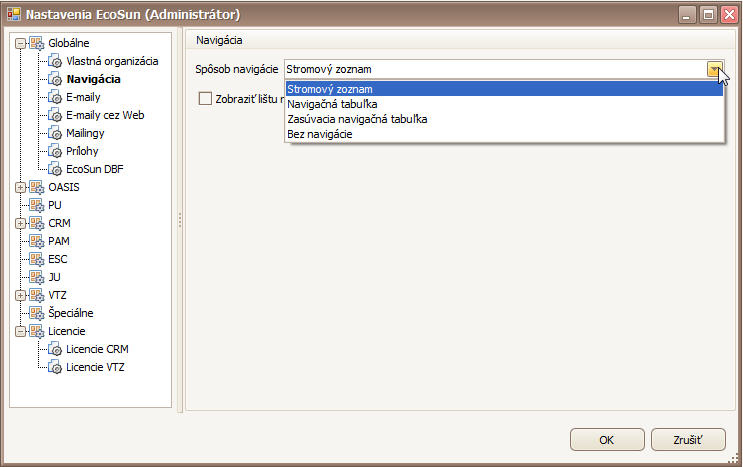 Nastavenia EcoSun (Administrátor)
Globálne
Vlastná organizácia
Navigácia
E-maily
E-maily cez Web
Mailingy
Prílohy
EcoSun DBF
OASIS
PU
CRM
PAM
ESC
JU
VTZ
Špeciálne
Licencie
Licencie CRM
Licencie VTZ
Navigácia
Spôsob navigácie Stromový zoznam
Stromový zoznam
Navigačná tabuľka
Zasúvacia navigačná tabuľka
Bez navigácie
Zobraziť lištu
OK
Zrušiť